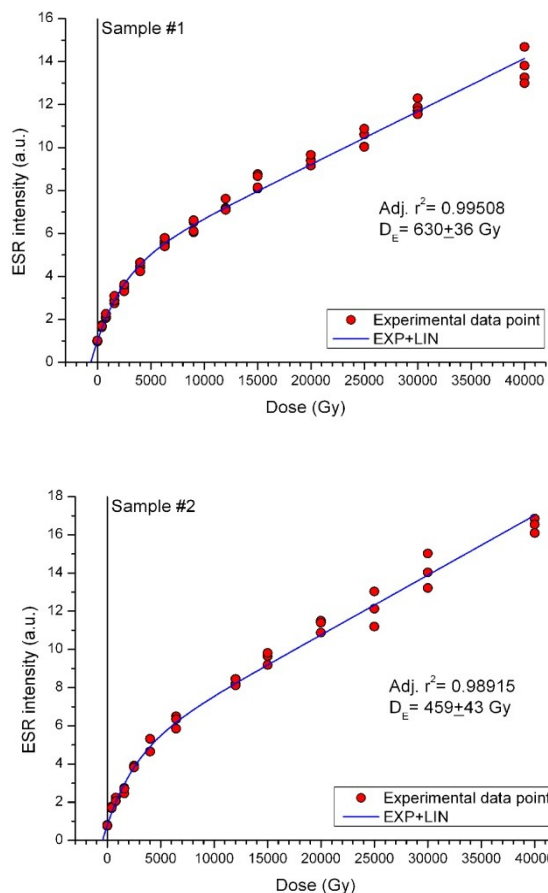 Sample #1
16
14
12
10
8
6
4
2
0
ESR intensity (a.u.)
Adj. r²= 0.99508
D_E= 630±36 Gy
Experimental data point
EXP+LIN
0 5000 10000 15000 20000 25000 30000 35000 40000
Dose (Gy)
Sample #2
18
16
14
12
10
8
6
4
2
0
ESR intensity (a.u.)
Adj. r²= 0.98915
D_E= 459±43 Gy
Experimental data point
EXP+LIN
0 5000 10000 15000 20000 25000 30000 35000 40000
Dose (Gy)